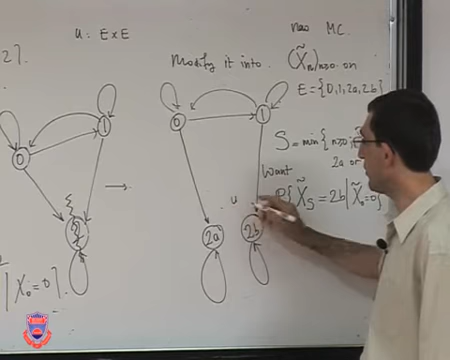 u: E x E
2].
Modify it into.
new MC.
(X̃n)n≥0 on
E = {0,1,2a,2b}
0
1
0
1
S = min{n≥0:
2a or
Want
P{X̃S = 2b | X̃0=0}
u
2a
2b
| X0 = 0].